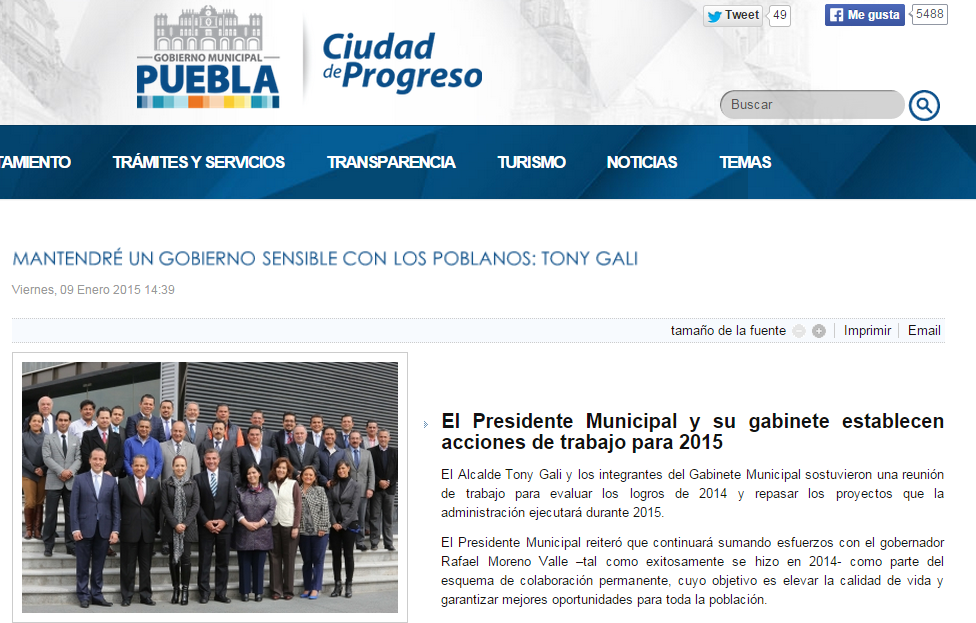 GOBIERNO MUNICIPAL
PUEBLA
Ciudad
de Progreso
Tweet 49
Me gusta 5488
Buscar
TAMIENTO TRÁMITES Y SERVICIOS TRANSPARENCIA TURISMO NOTICIAS TEMAS
MANTENDRÉ UN GOBIERNO SENSIBLE CON LOS POBLANOS: TONY GALI
Viernes, 09 Enero 2015 14:39
tamaño de la fuente Imprimir Email
El Presidente Municipal y su gabinete establecen
acciones de trabajo para 2015
El Alcalde Tony Gali y los integrantes del Gabinete Municipal sostuvieron una reunión
de trabajo para evaluar los logros de 2014 y repasar los proyectos que la
administración ejecutará durante 2015.
El Presidente Municipal reiteró que continuará sumando esfuerzos con el gobernador
Rafael Moreno Valle –tal como exitosamente se hizo en 2014- como parte del
esquema de colaboración permanente, cuyo objetivo es elevar la calidad de vida y
garantizar mejores oportunidades para toda la población.